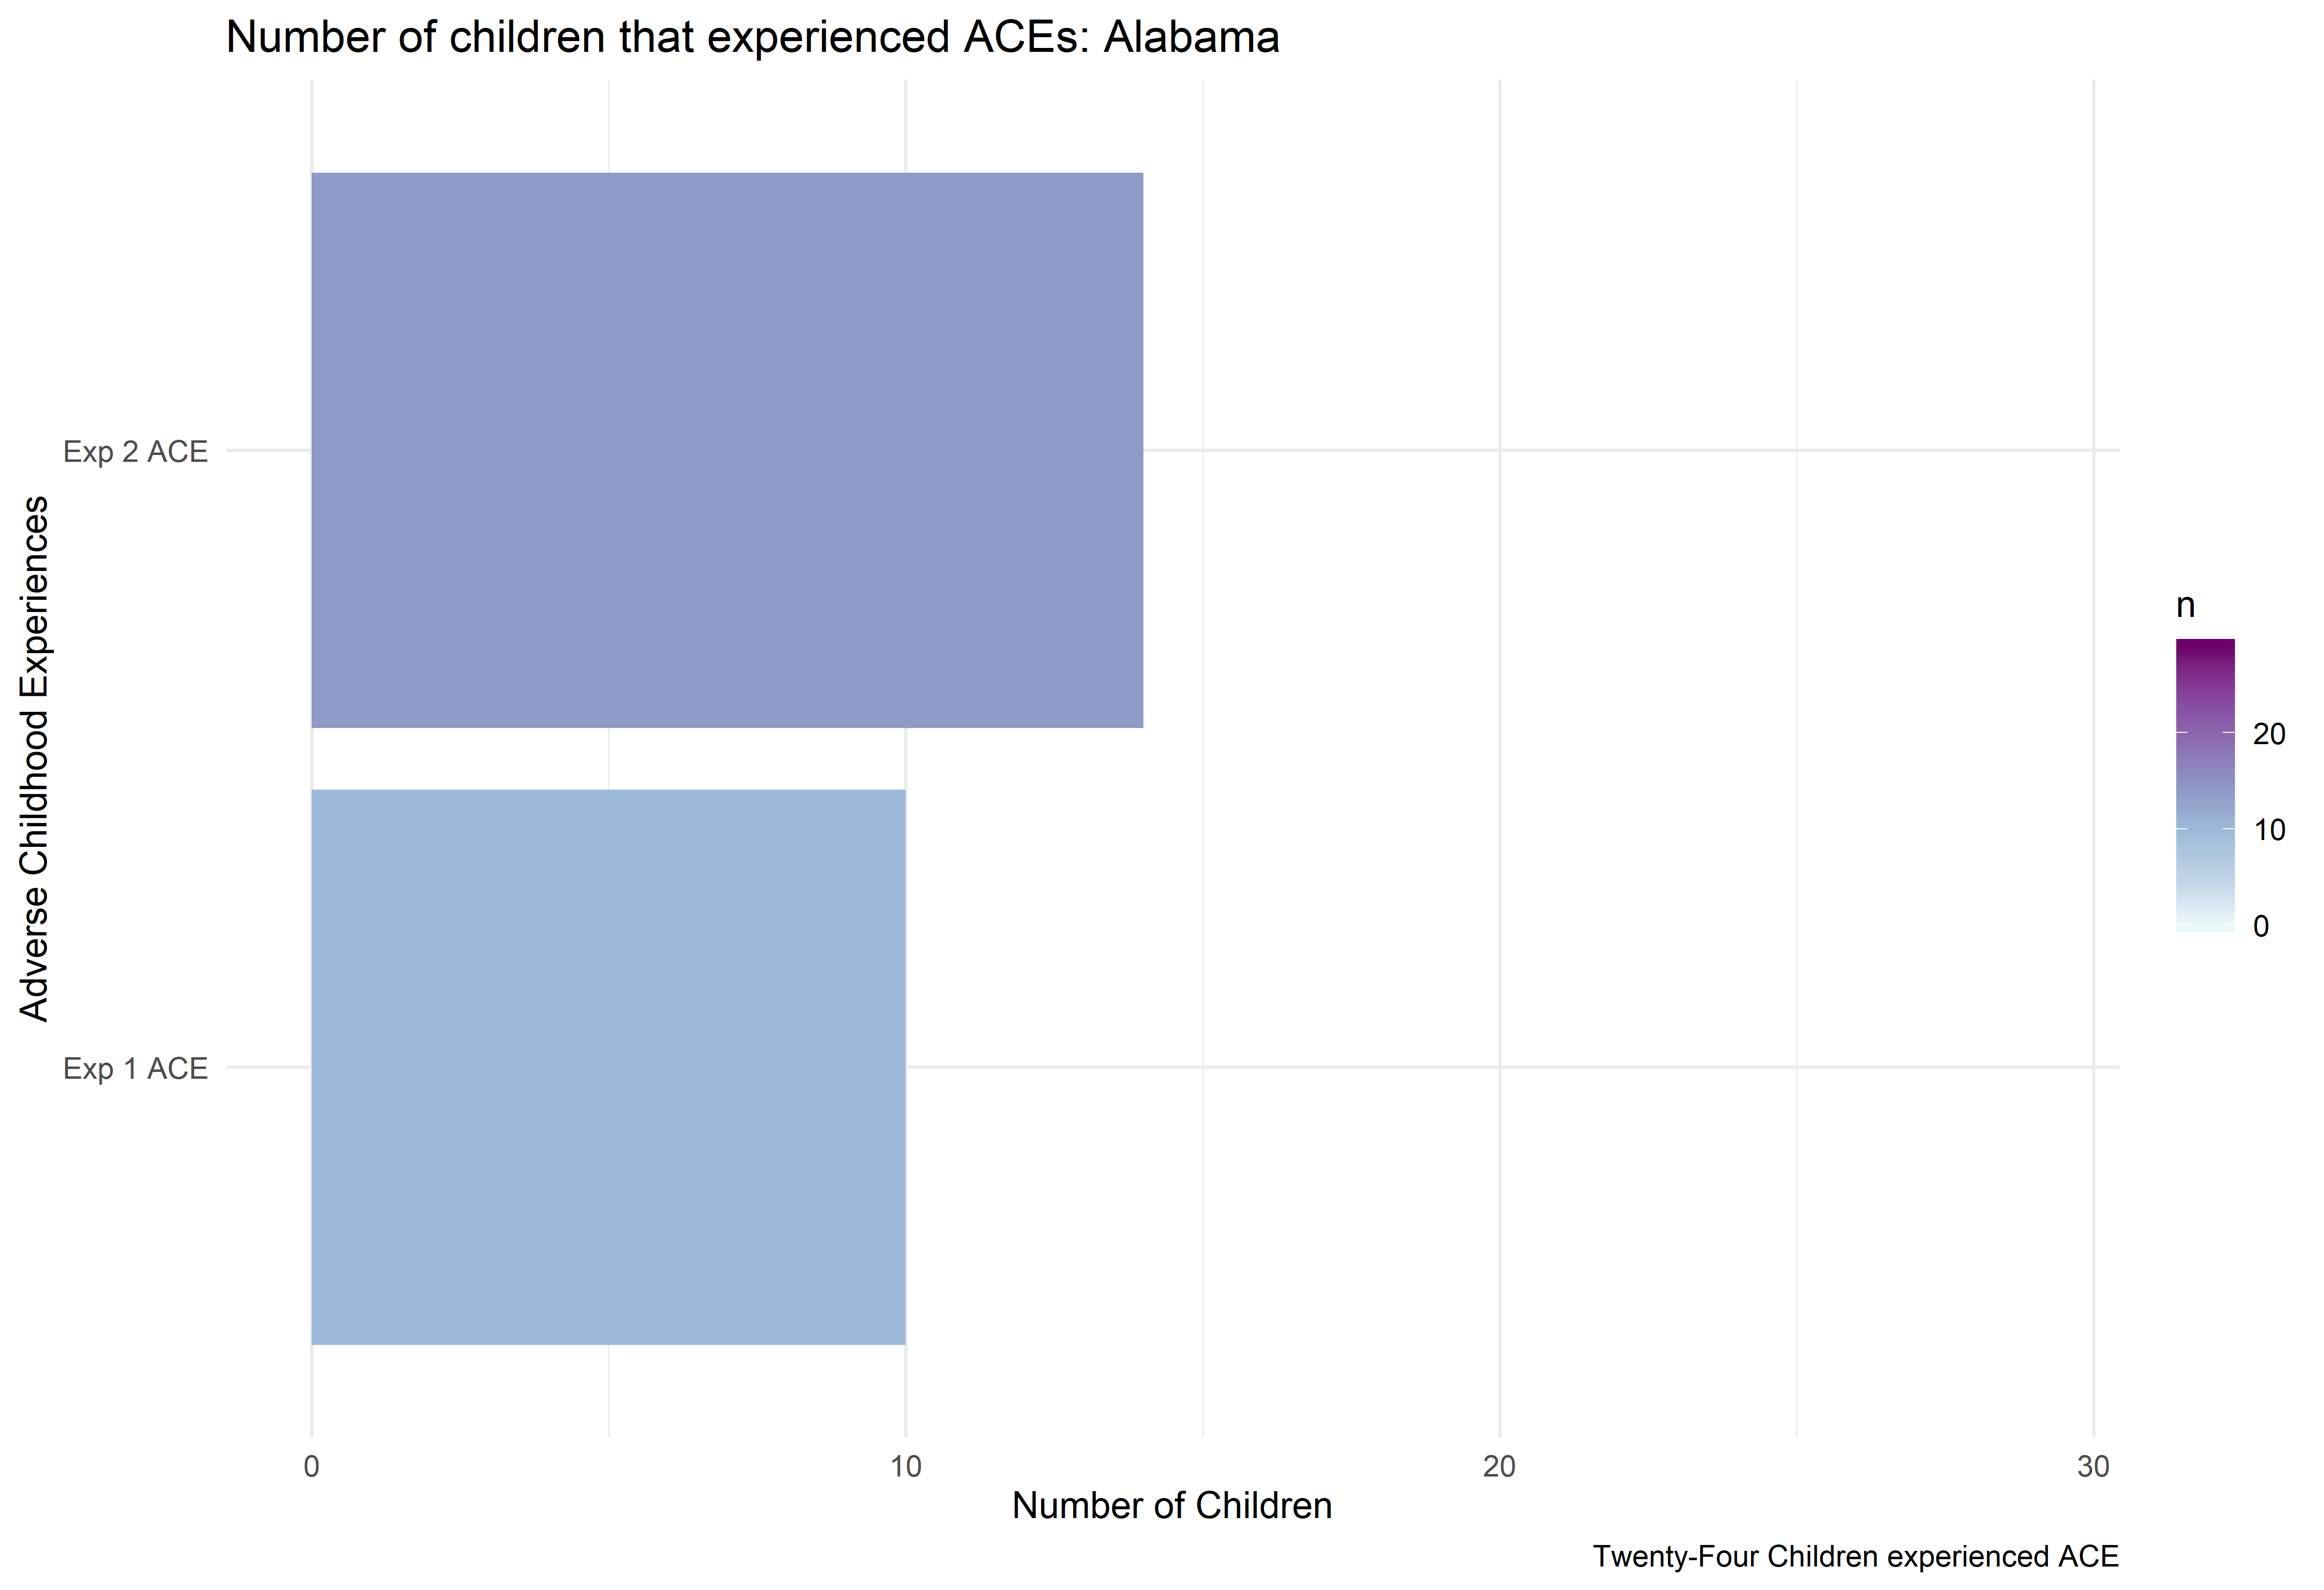 Number of children that experienced ACEs: Alabama
Adverse Childhood Experiences
Exp 2 ACE
Exp 1 ACE
n
20
10
0
0
10
20
30
Number of Children
Twenty-Four Children experienced ACE